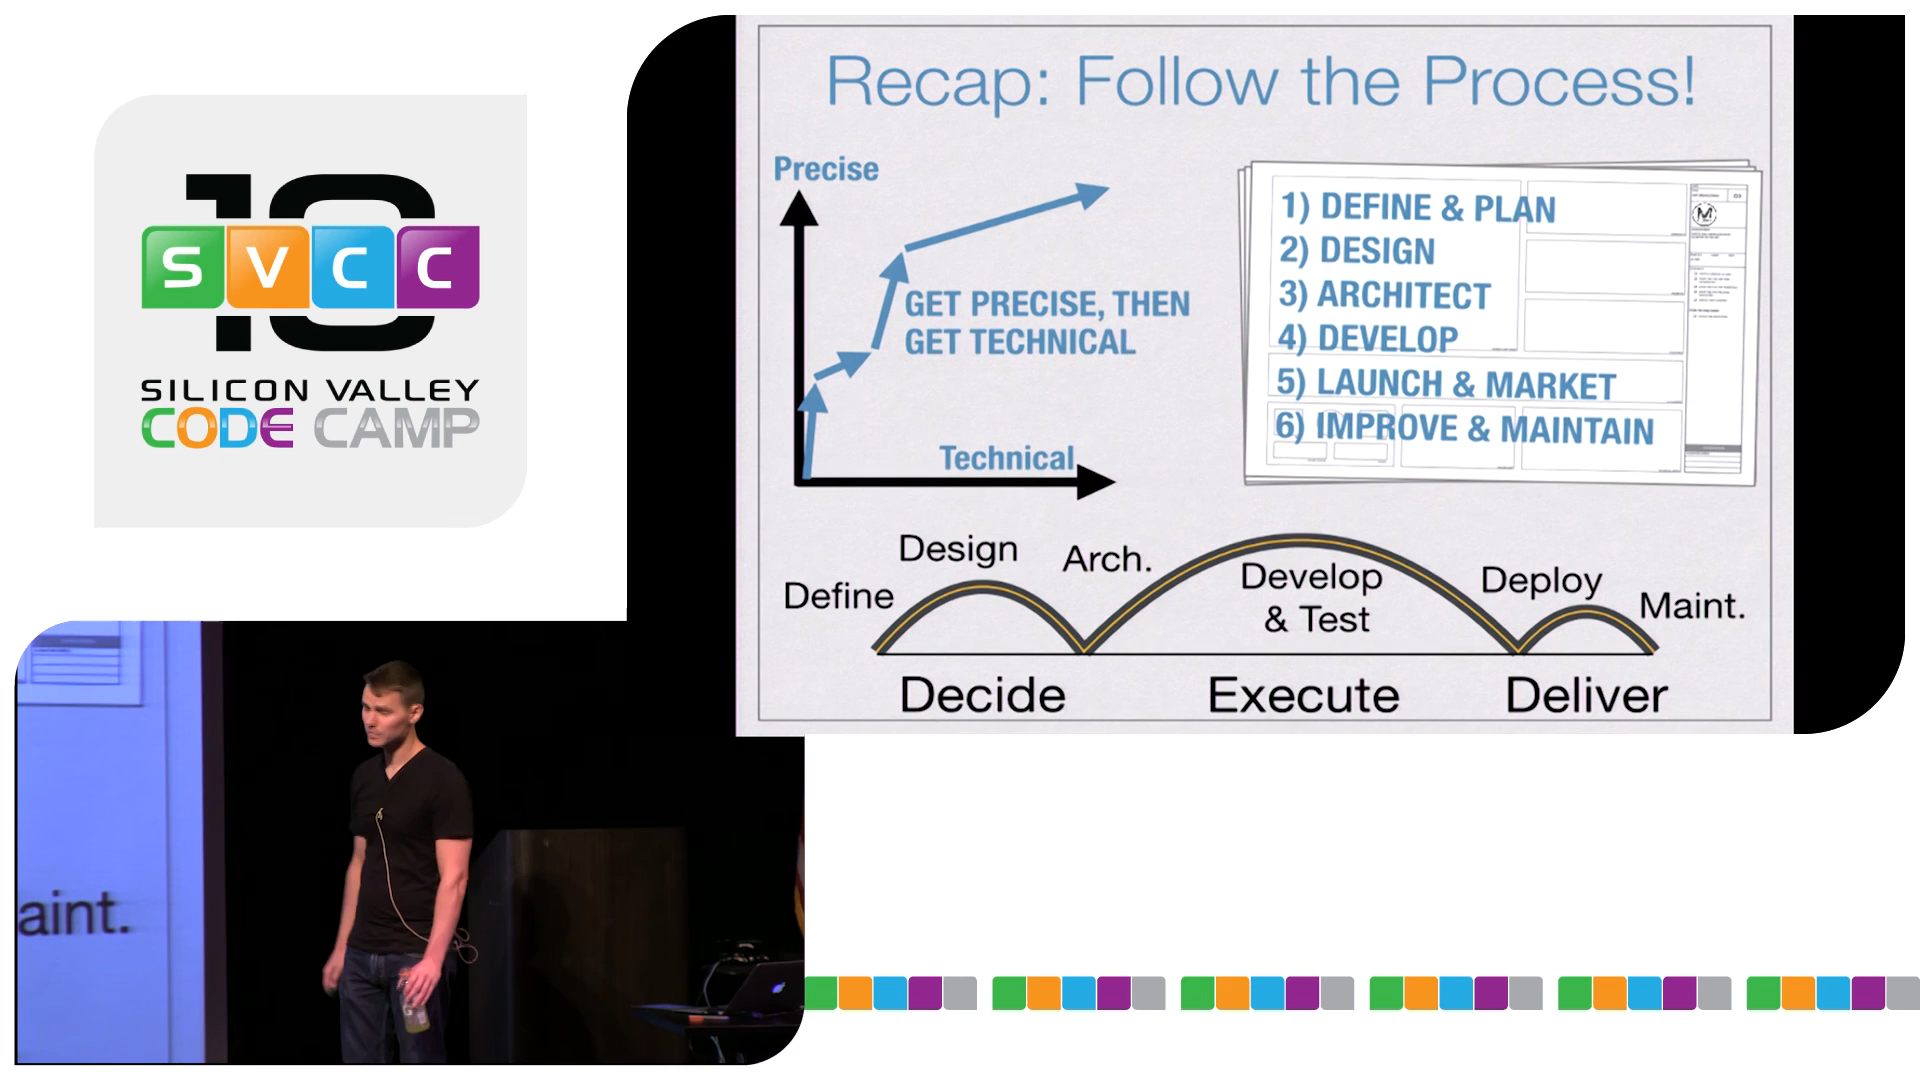 10
SVCC
SILICON VALLEY
CODE CAMP
Recap: Follow the Process!
Precise
GET PRECISE, THEN
GET TECHNICAL
Technical
1) DEFINE & PLAN
2) DESIGN
3) ARCHITECT
4) DEVELOP
5) LAUNCH & MARKET
6) IMPROVE & MAINTAIN
Define
Design
Arch.
Develop
& Test
Deploy
Maint.
Decide
Execute
Deliver
aint.